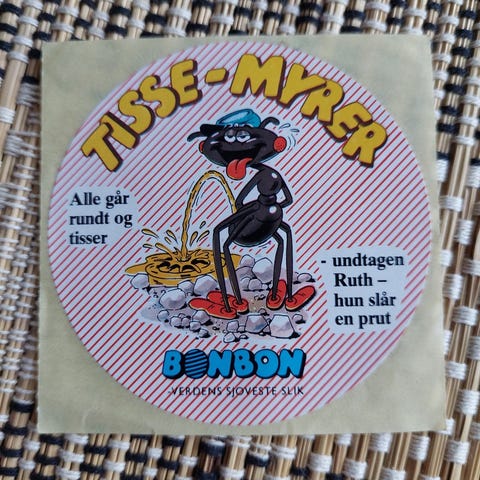 TISSE-MYRER
Alle går
rundt og
tisser
- undtagen
Ruth –
hun slår
en prut
BONBON
-VERDENS SJOVESTE SLIK